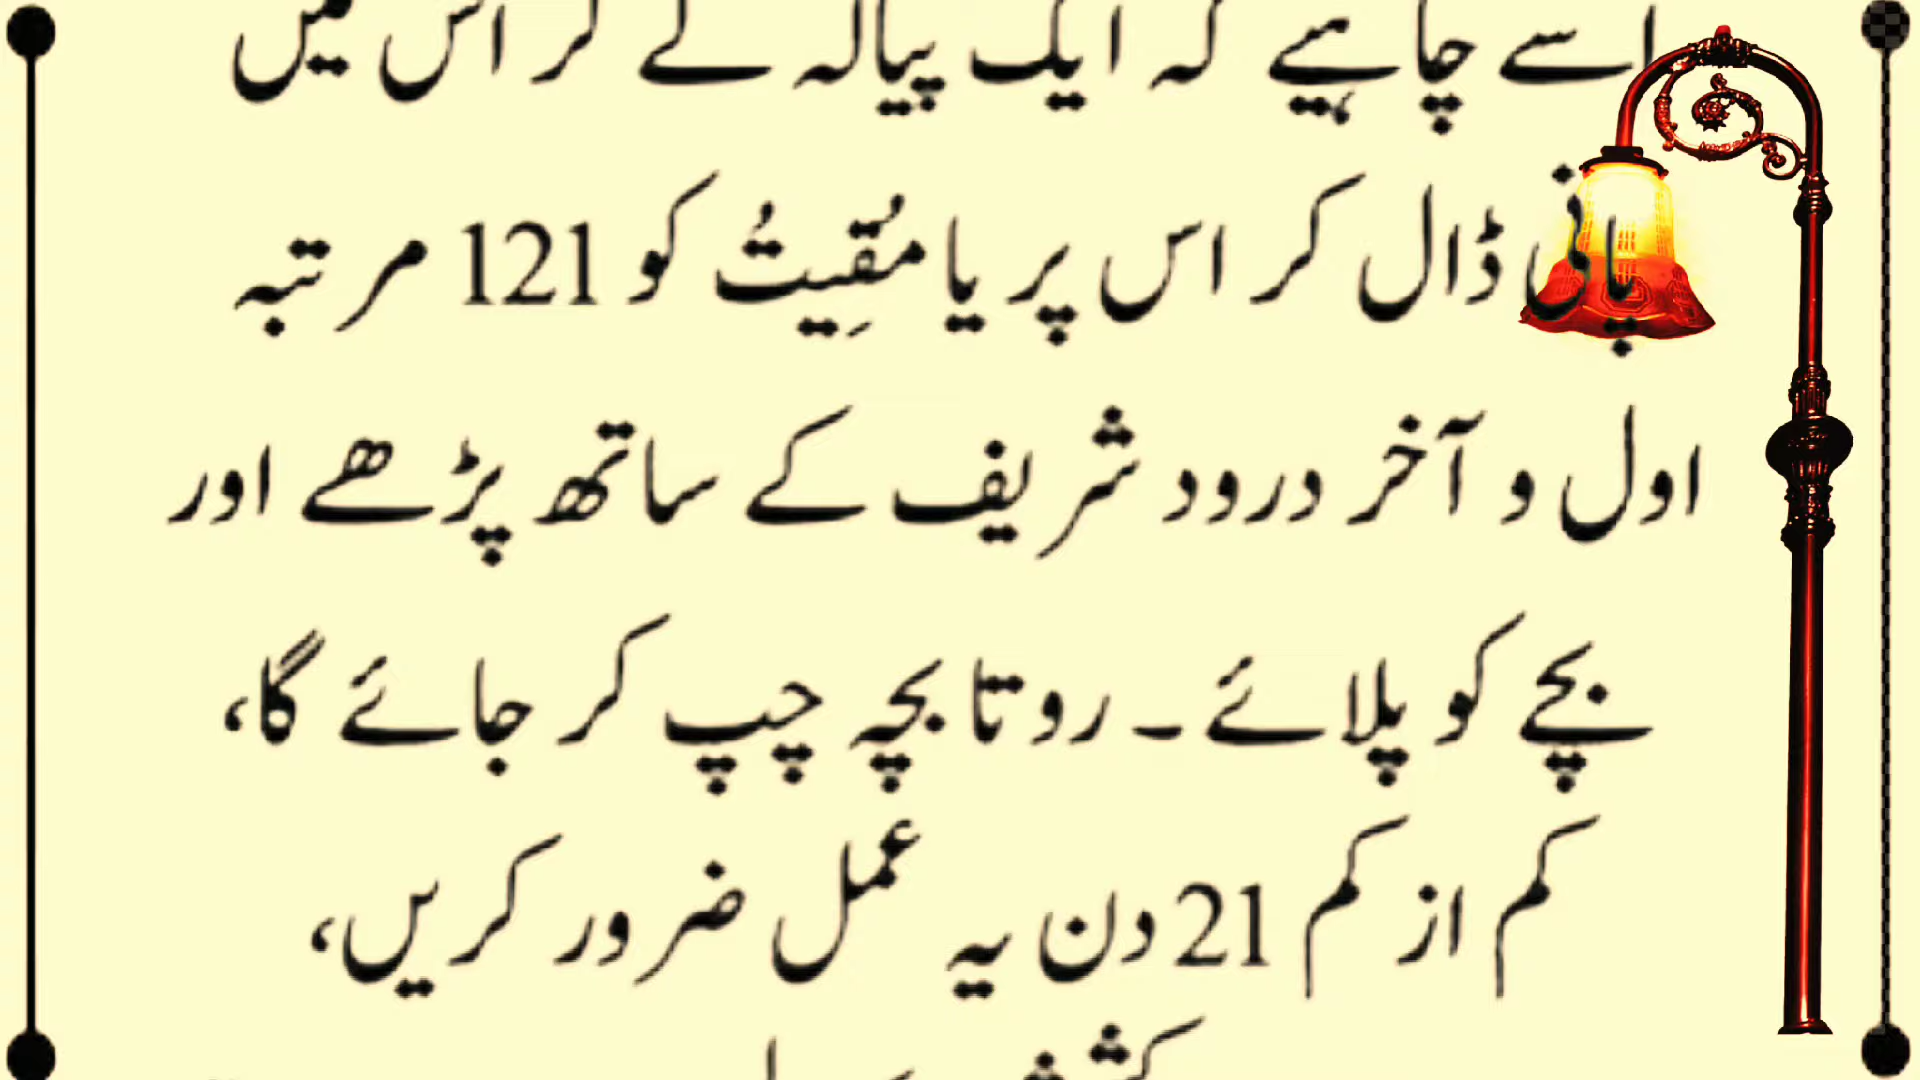 اسے چاہیے کہ ایک پیالہ لے کر اس میں
پانی ڈال کر اس پر یا مُقِیتُ کو 121 مرتبہ
اول و آخر درود شریف کے ساتھ پڑھے اور
بچے کو پلائے ۔ روتا بچہ چپ کر جائے گا،
کم از کم 21 دن یہ عمل ضرور کریں،